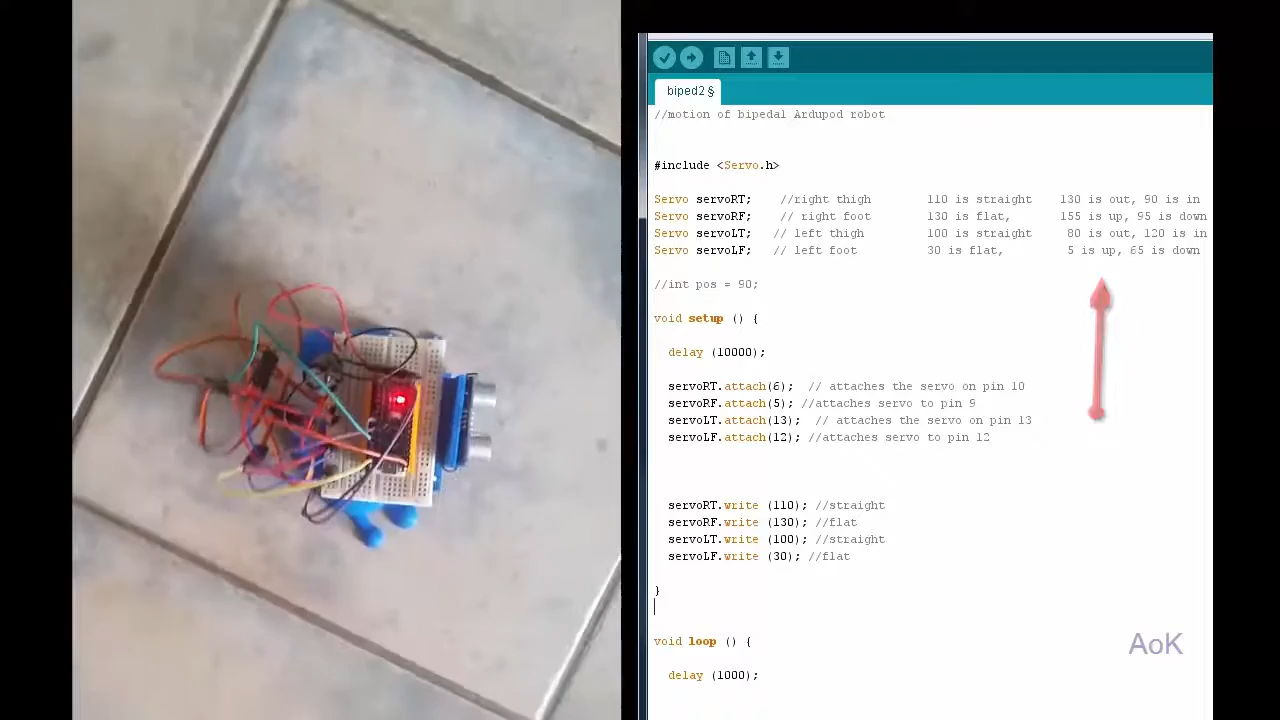 biped2 §
//motion of bipedal Ardupod robot
#include <Servo.h>
Servo servoRT; //right thigh 110 is straight 130 is out, 90 is in
Servo servoRF; // right foot 130 is flat, 155 is up, 95 is down
Servo servoLT; // left thigh 100 is straight 80 is out, 120 is in
Servo servoLF; // left foot 30 is flat, 5 is up, 65 is down
//int pos = 90;
void setup () {
delay (10000);
servoRT.attach(6); // attaches the servo on pin 10
servoRF.attach(5); //attaches servo to pin 9
servoLT.attach(13); // attaches the servo on pin 13
servoLF.attach(12); //attaches servo to pin 12
servoRT.write (110); //straight
servoRF.write (130); //flat
servoLT.write (100); //straight
servoLF.write (30); //flat
}
void loop () {
delay (1000);
AoK